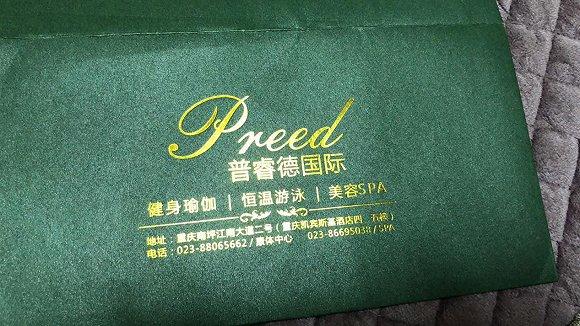 Preed
普睿德国际
健身瑜伽 | 恒温游泳 | 美容SPA
地址：重庆南坪江南大道二号（重庆凯宾斯基酒店四、五楼）
电话：023-88065662/康体中心 023-86695038/SPA